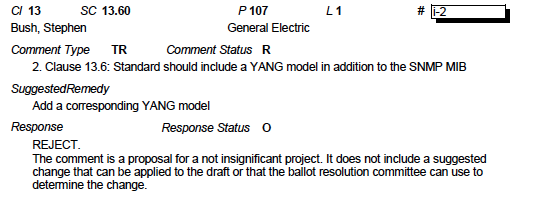 Cl 13 SC 13.60 P 107 L 1 # i-2
Bush, Stephen General Electric
Comment Type TR Comment Status R
2. Clause 13.6: Standard should include a YANG model in addition to the SNMP MIB
SuggestedRemedy
Add a corresponding YANG model
Response Response Status O
REJECT.
The comment is a proposal for a not insignificant project. It does not include a suggested
change that can be applied to the draft or that the ballot resolution committee can use to
determine the change.